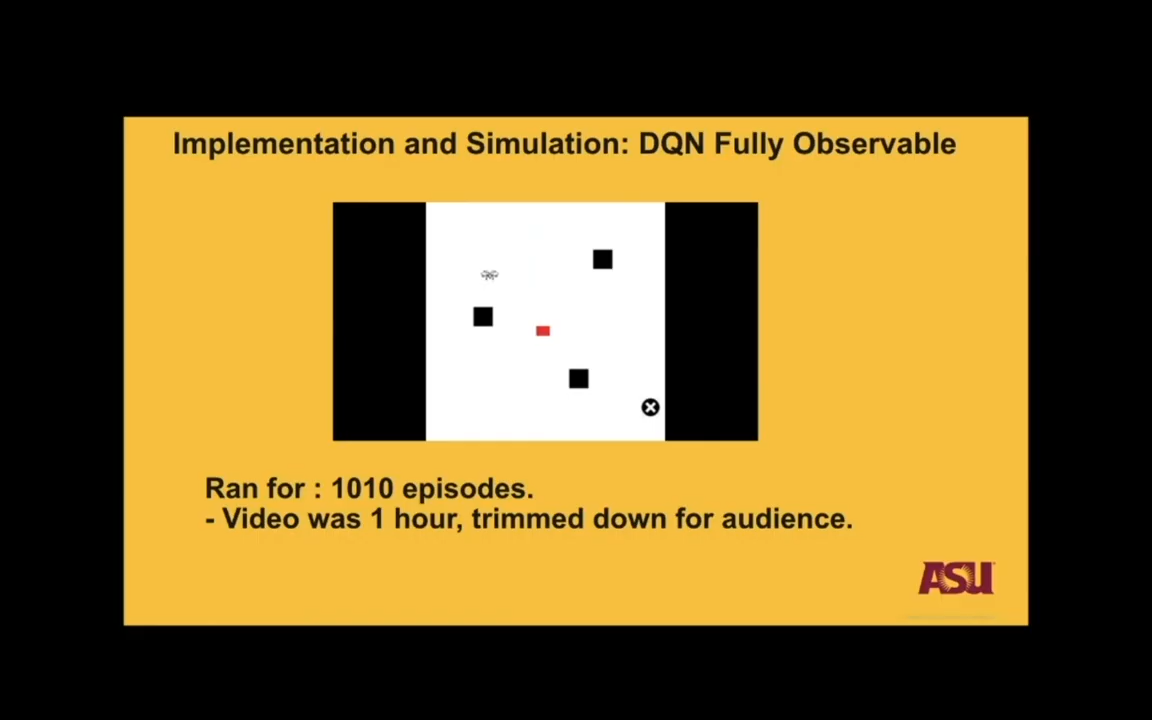 Implementation and Simulation: DQN Fully Observable
Ran for : 1010 episodes.
- Video was 1 hour, trimmed down for audience.
ASU